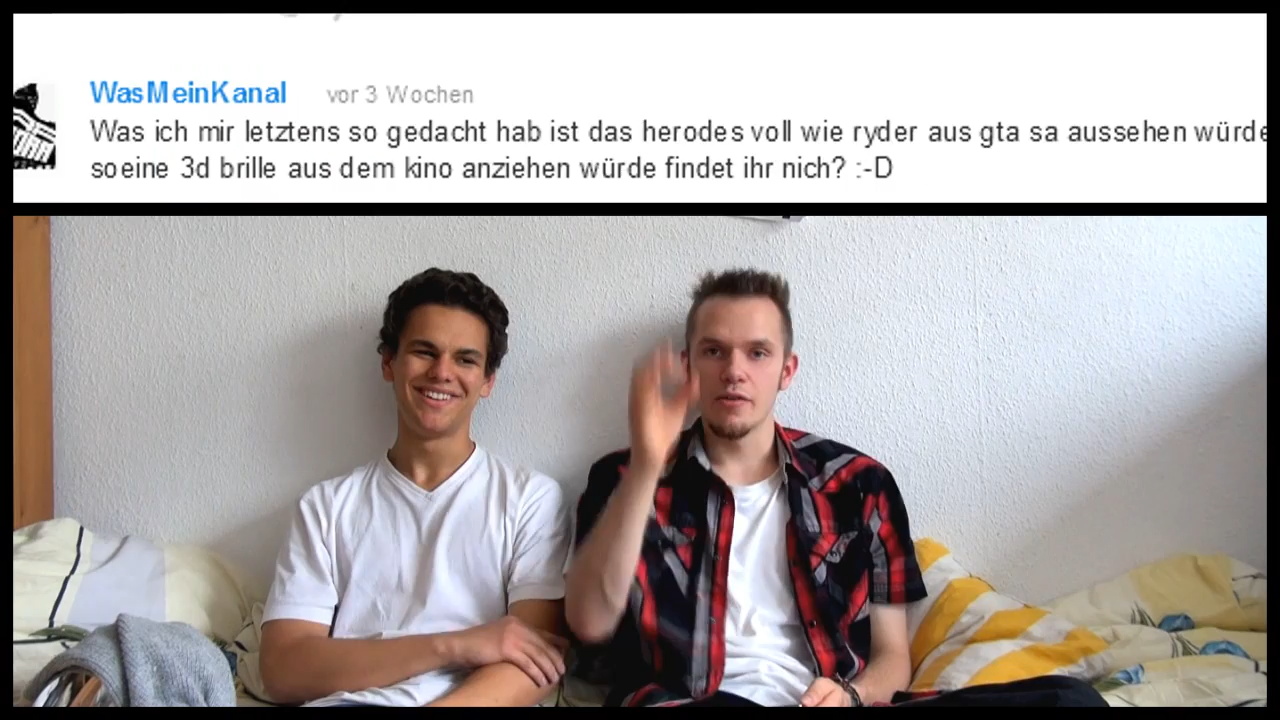 WasMeinKanal vor 3 Wochen
Was ich mir letztens so gedacht hab ist das herodes voll wie ryder aus gta sa aussehen würde
soeine 3d brille aus dem kino anziehen würde findet ihr nich? :-D